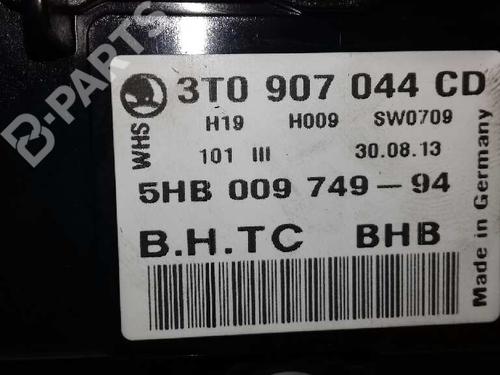 B-PARTS
3T0 907 044 CD
WHS
H19 H009 SW0709
101 III 30.08.13
5HB 009 749-94
B.H.TC BHB
Made in Germany